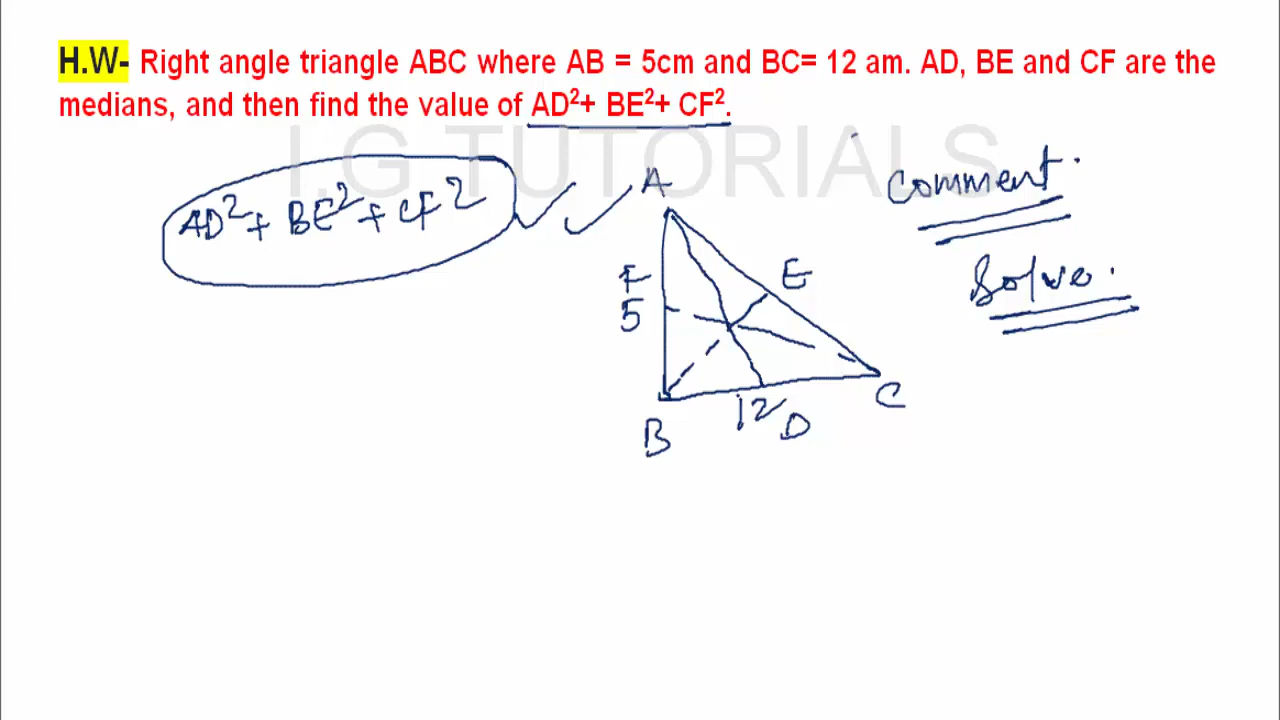 H.W- Right angle triangle ABC where AB = 5cm and BC= 12 am. AD, BE and CF are the
medians, and then find the value of AD²+ BE²+ CF².
I.G TUTORIALS
AD² + BE² + CF²
A
comment.
F
E
Solve.
5
C
12
D
B